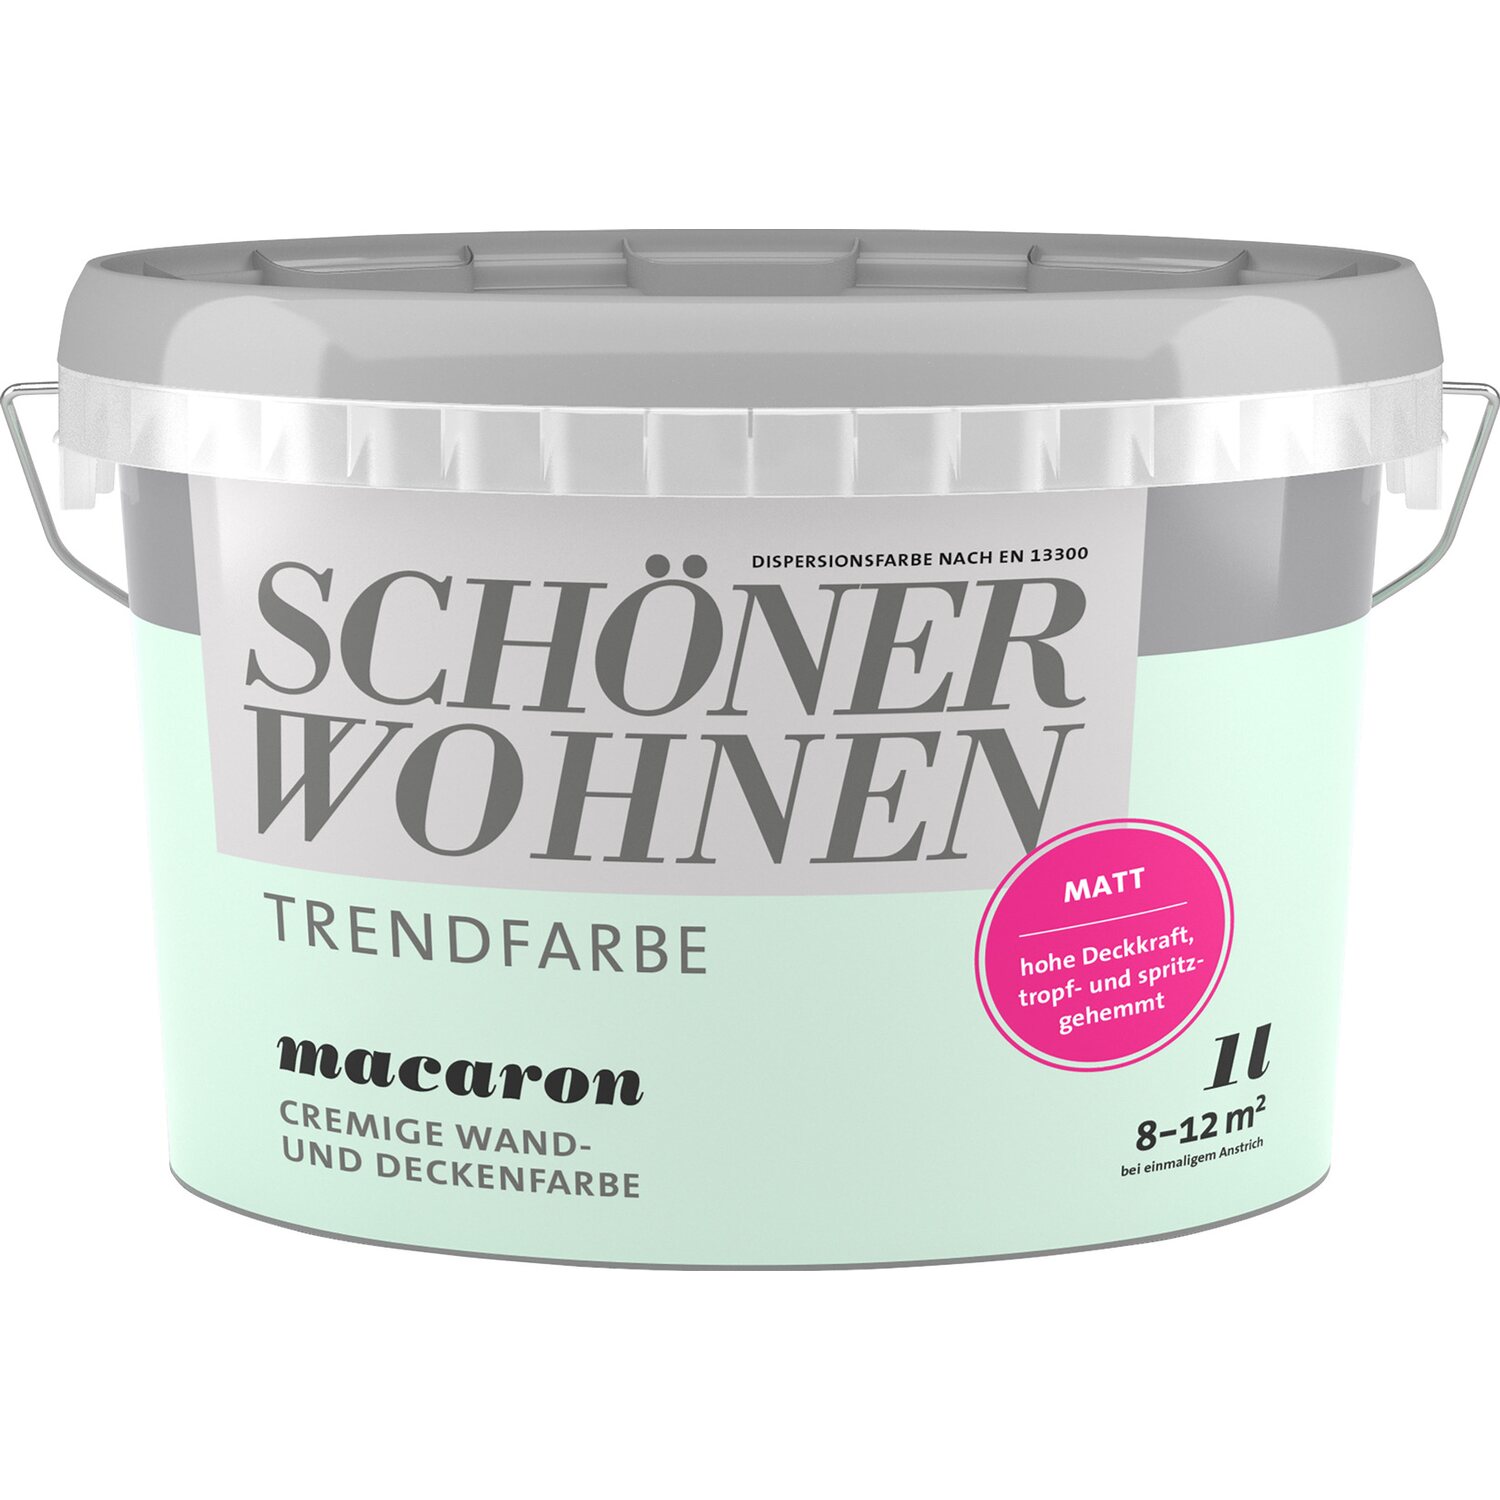 DISPERSIONSFARBE NACH EN 13300
SCHÖNER
WOHNEN
TRENDFARBE
MATT
hohe Deckkraft,
tropf- und spritz-
gehemmt
macaron
CREMIGE WAND-
UND DECKENFARBE
1l
8–12 m²
bei einmaligem Anstrich